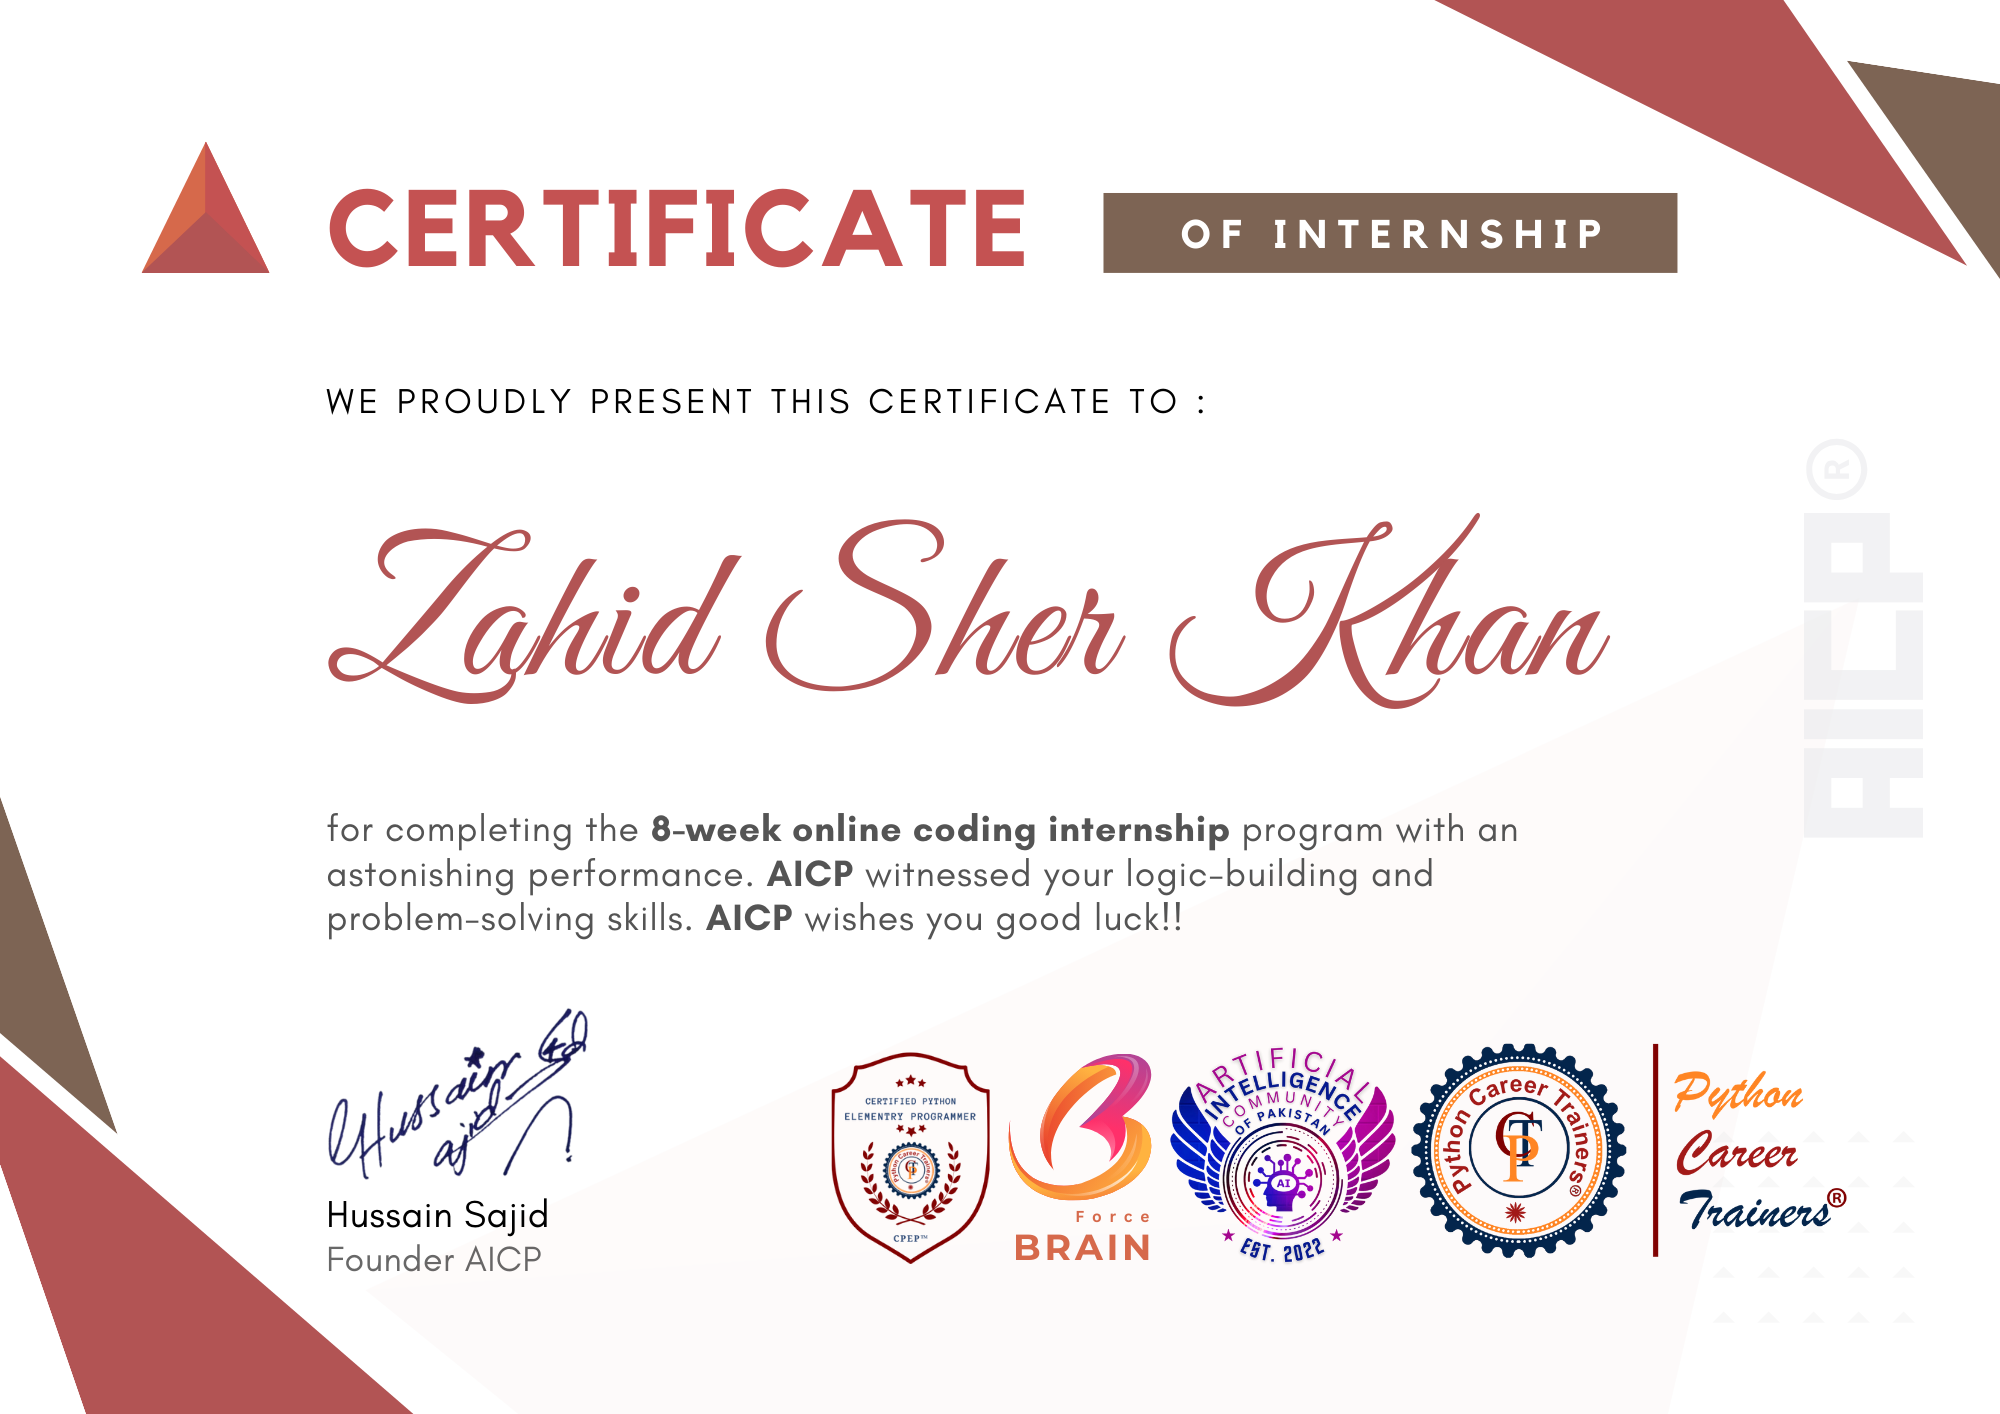 CERTIFICATE
OF INTERNSHIP
WE PROUDLY PRESENT THIS CERTIFICATE TO :
Zahid Sher Khan
for completing the 8-week online coding internship program with an
astonishing performance. AICP witnessed your logic-building and
problem-solving skills. AICP wishes you good luck!!
AICP®
Hussain
ajid
Hussain Sajid
Founder AICP
CERTIFIED PYTHON
ELEMENTRY PROGRAMMER
Python Career Trainers®
CTP
CPEP™
Force
BRAIN
ARTIFICIAL
INTELLIGENCE
COMMUNITY
OF PAKISTAN
AI
EST. 2022
Python Career Trainers®
CTP
Python
Career
Trainers®